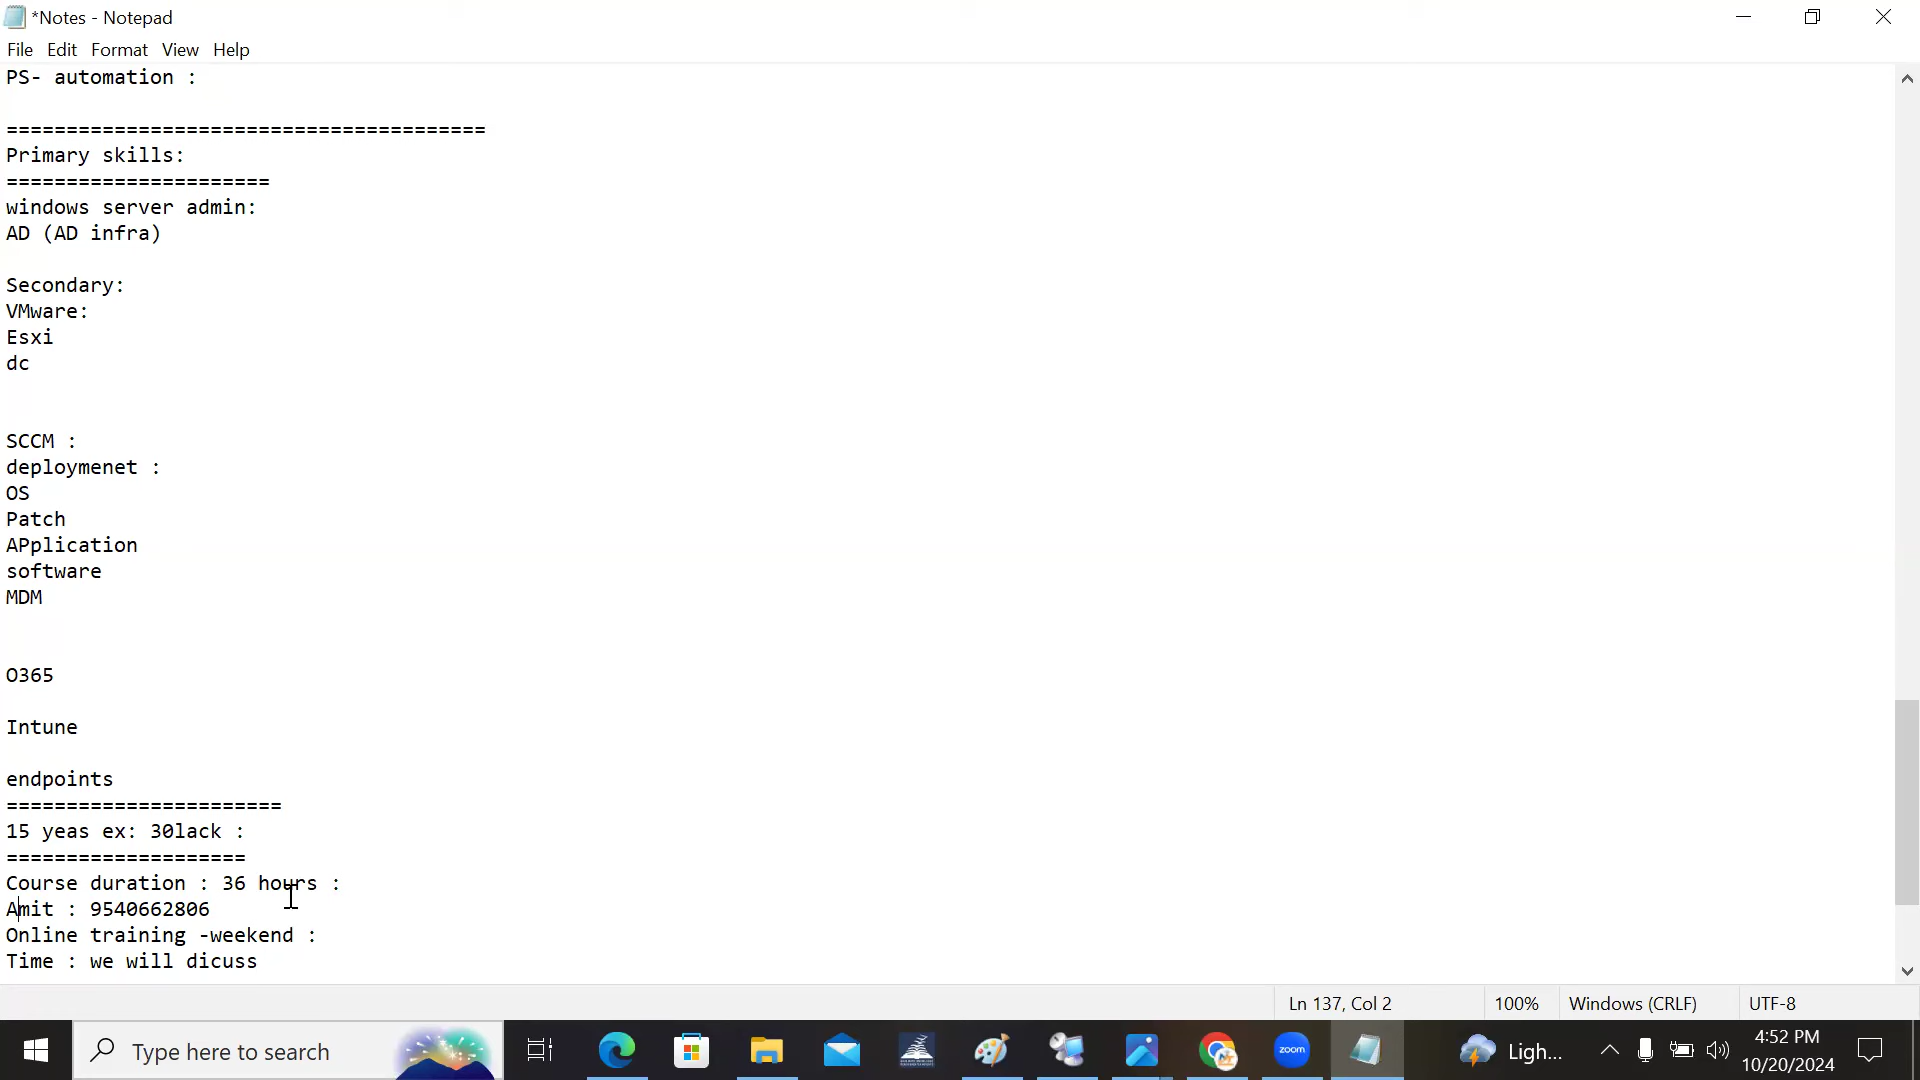 *Notes - Notepad
File Edit Format View Help
PS- automation :
========================================
Primary skills:
======================
windows server admin:
AD (AD infra)
Secondary:
VMware:
Esxi
dc
SCCM :
deploymenet :
OS
Patch
APplication
software
MDM
O365
Intune
endpoints
=======================
15 yeas ex: 30lack :
====================
Course duration : 36 hours :
Amit : 9540662806
Online training -weekend :
Time : we will dicuss
Ln 137, Col 2 100% Windows (CRLF) UTF-8
Type here to search
zoom
Ligh...
4:52 PM
10/20/2024